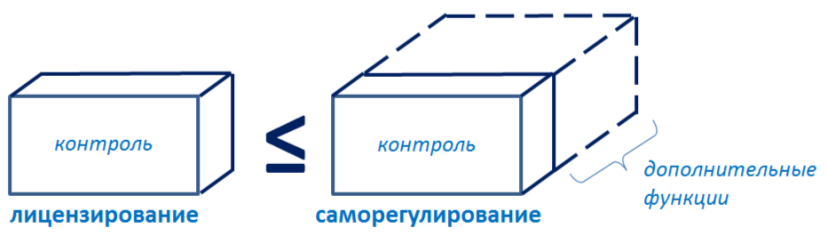 контроль
≤
контроль
дополнительные
функции
лицензирование
саморегулирование